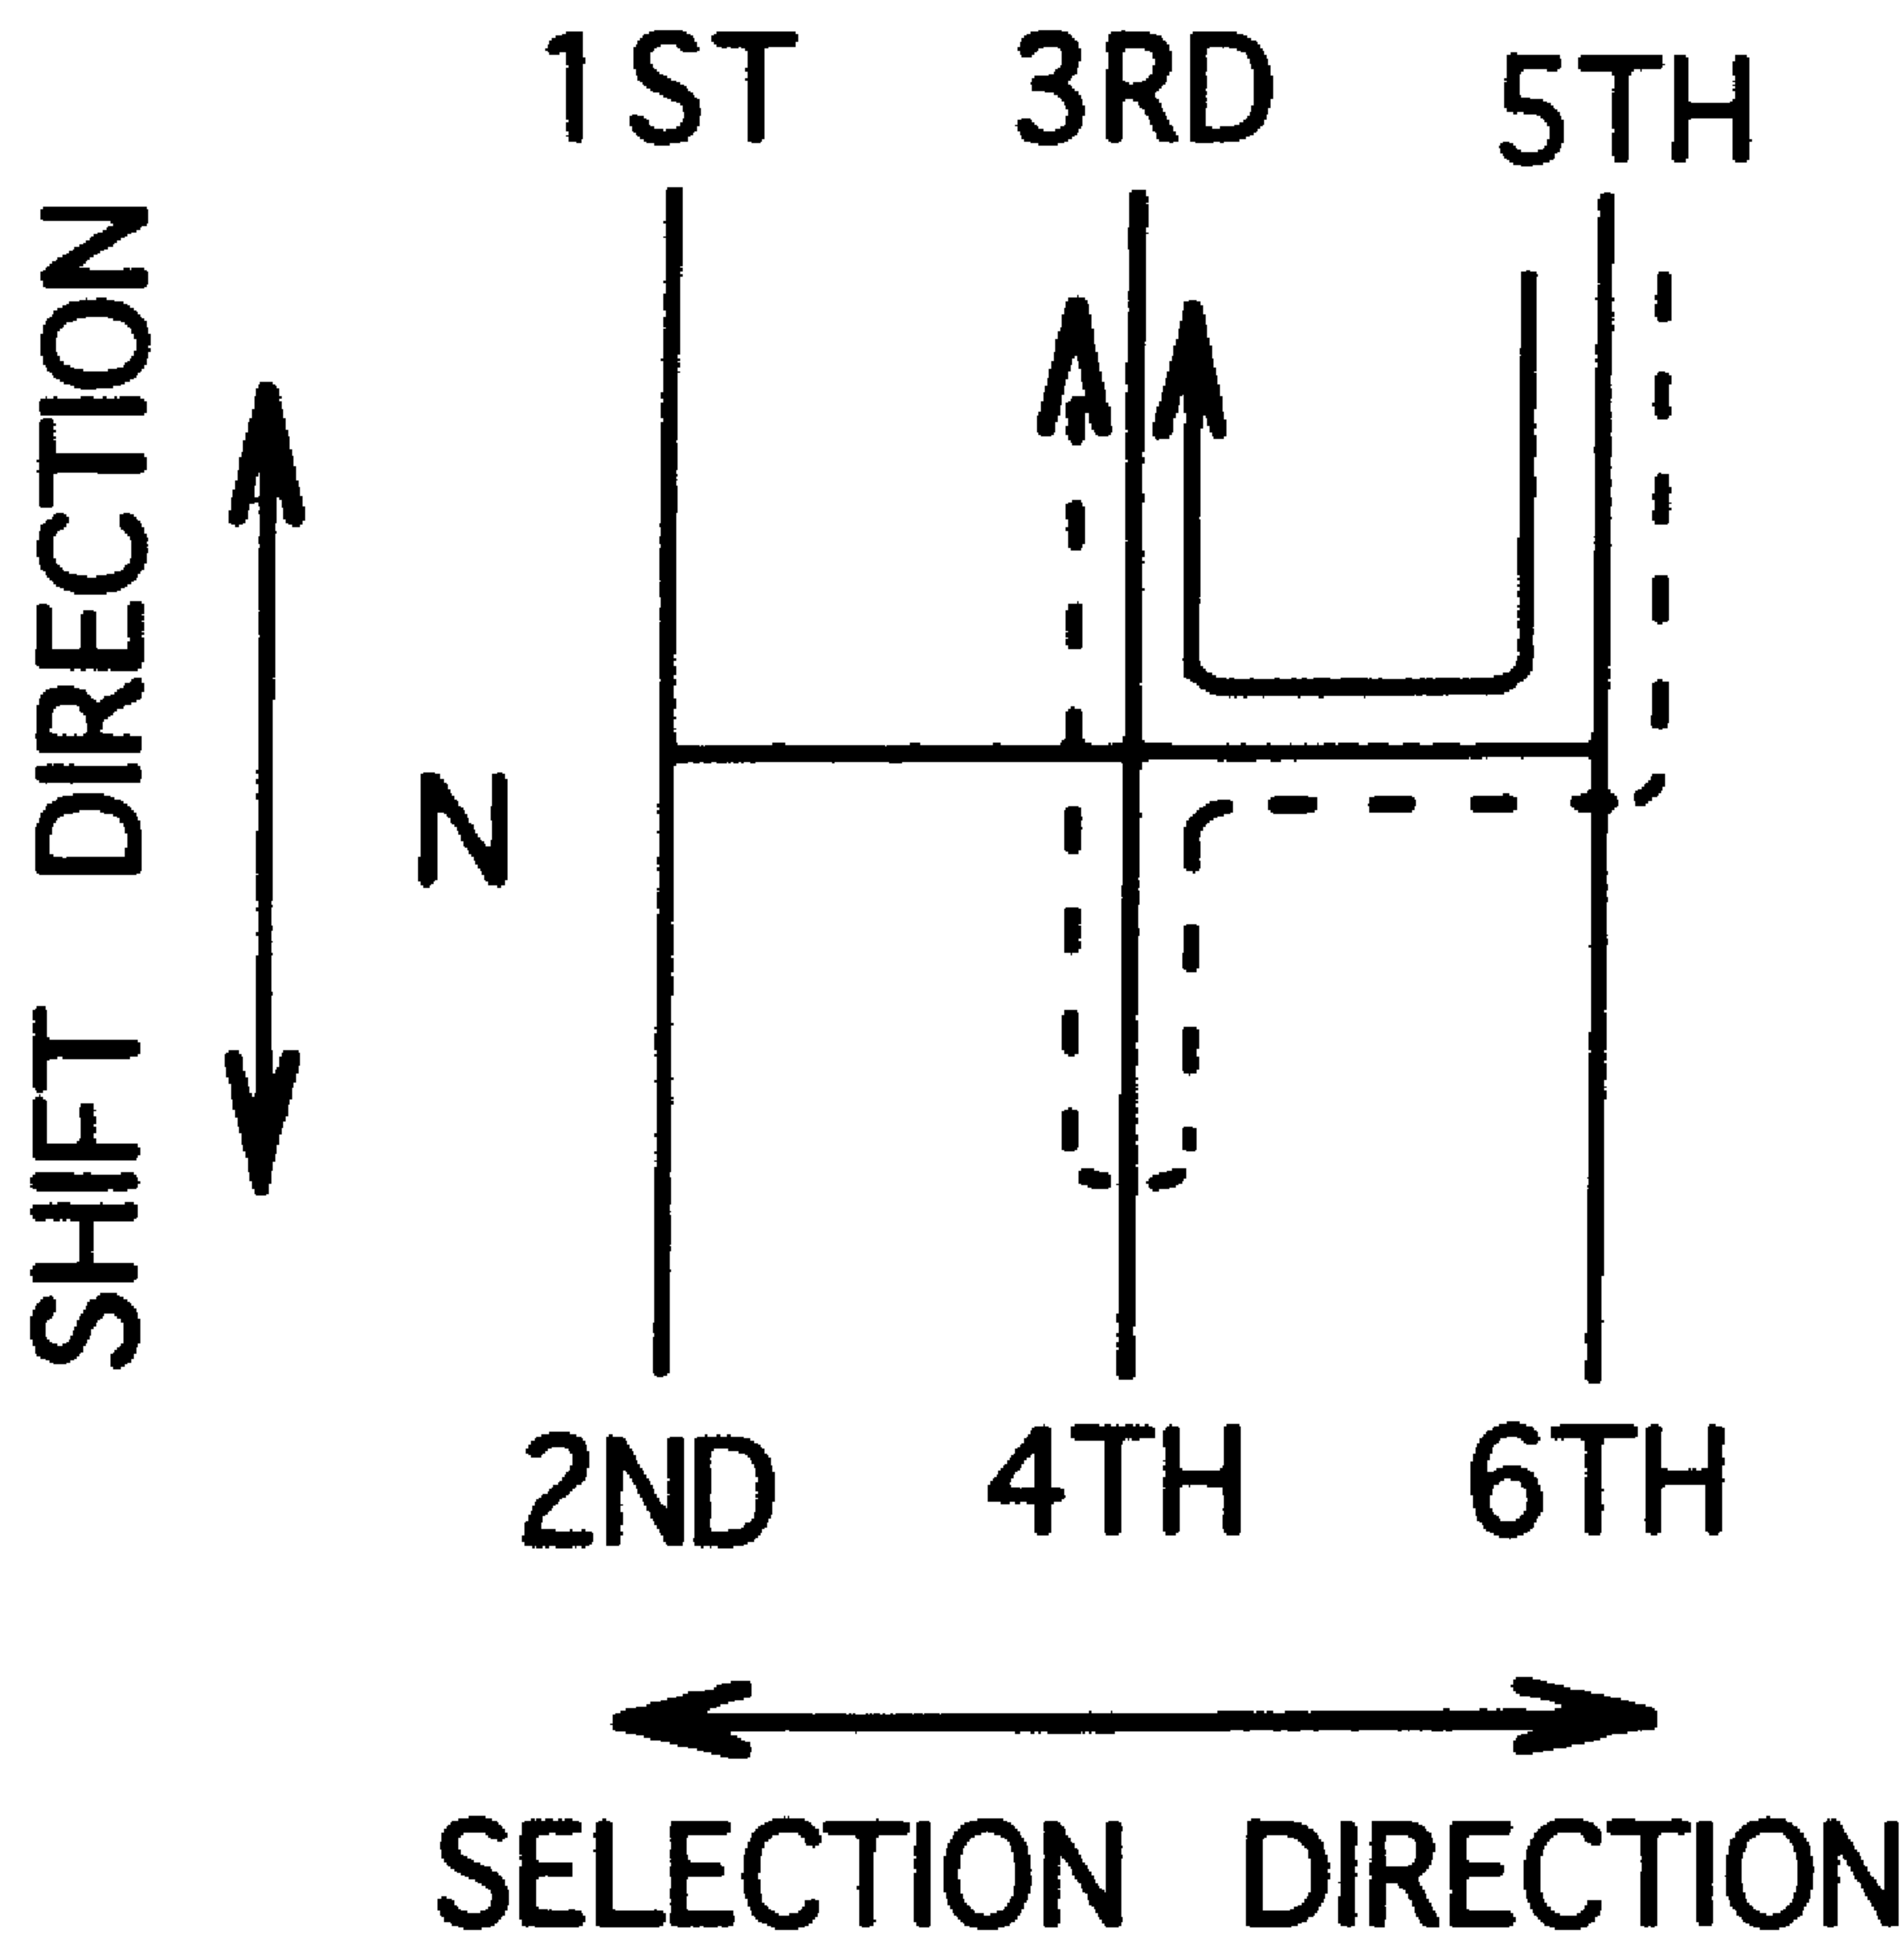 1ST 3RD 5TH
SHIFT DIRECTION
N
2ND 4TH 6TH
SELECTION DIRECTION